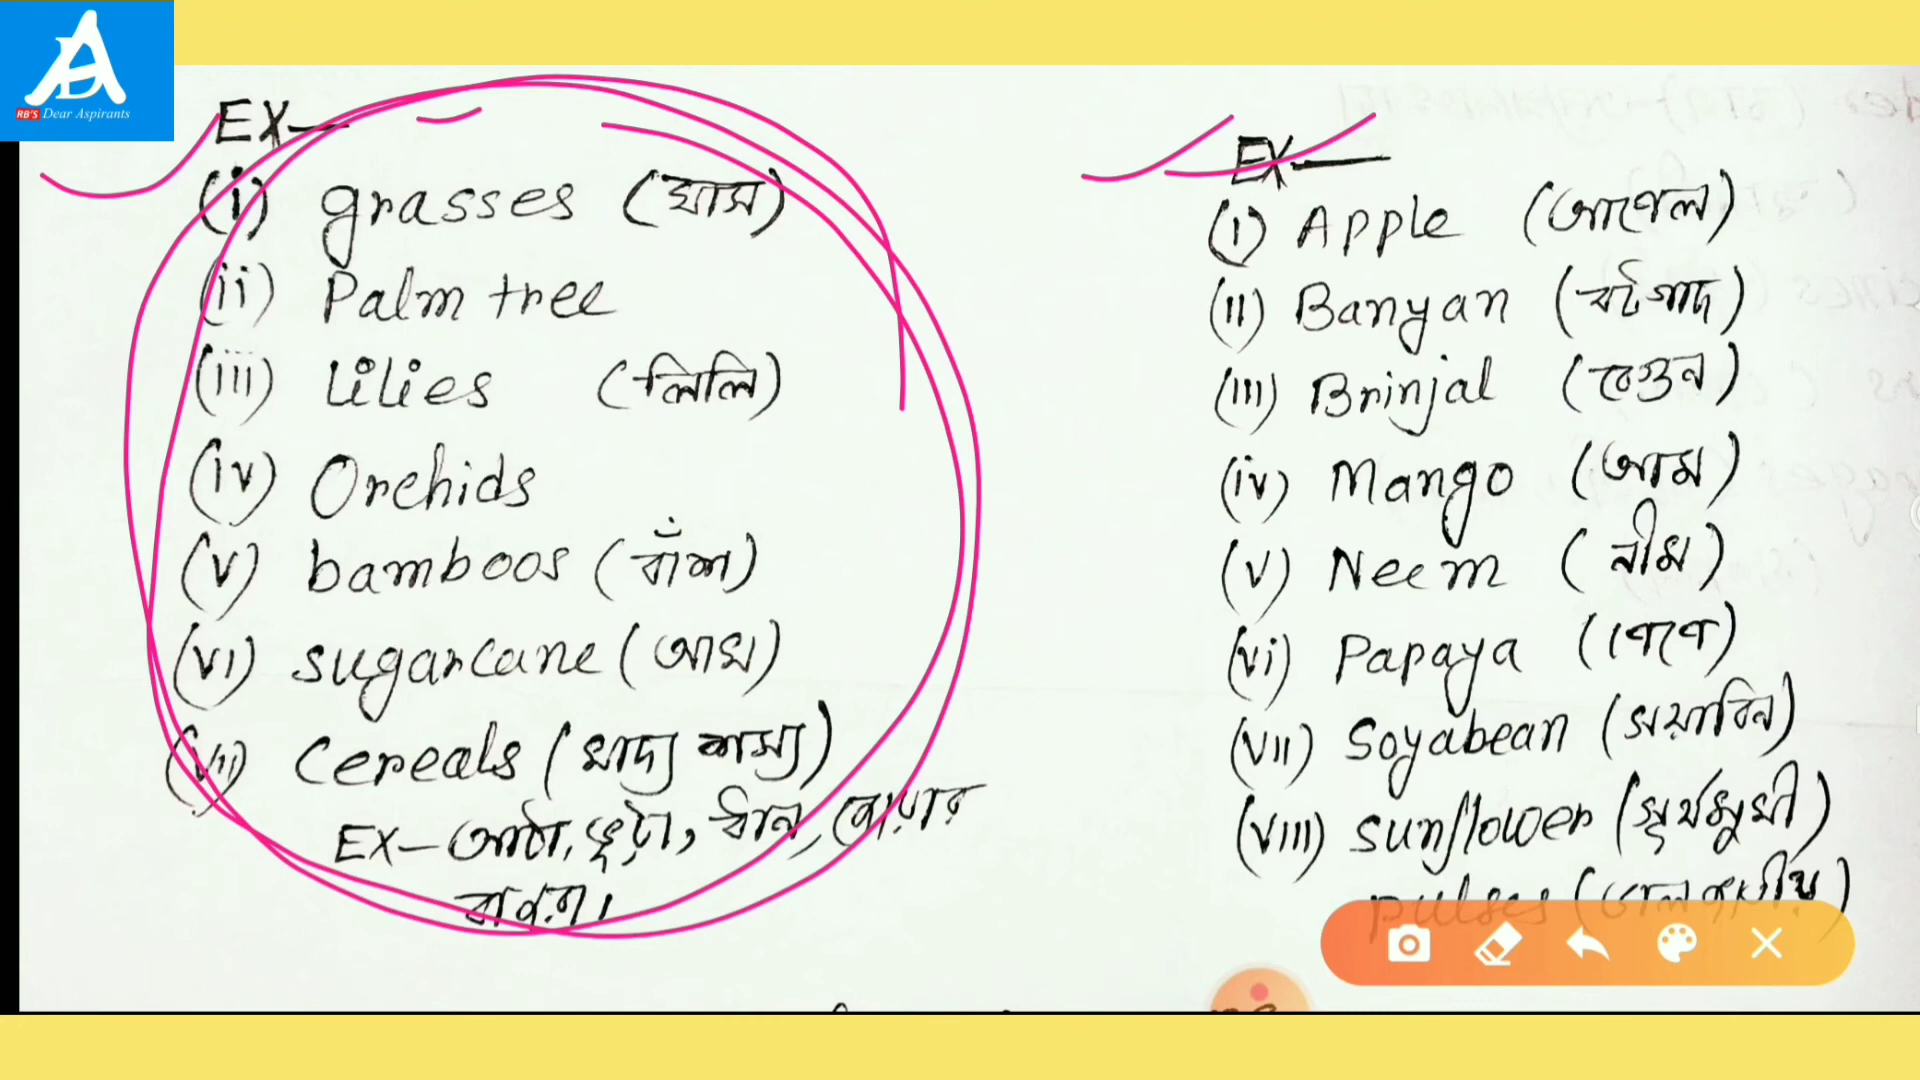 RB'S Dear Aspirants
EX—
(i) grasses (ঘাস)
(ii) Palm tree
(iii) Lilies (লিলি)
(iv) Orchids
(v) bamboos (বাঁশ)
(vi) sugarcane (আখ)
(vii) Cereals (খাদ্য শস্য)
EX- আটা, ভূট্টা, ধান, জোয়ার
বাজরা।
EX—
(i) Apple (আপেল)
(ii) Banyan (বটগাছ)
(iii) Brinjal (বেগুন)
(iv) Mango (আম)
(v) Neem (নীম)
(vi) Papaya (পেপে)
(vii) Soyabean (সয়াবিন)
(viii) sunflower (সূর্যমুখী)
pulses